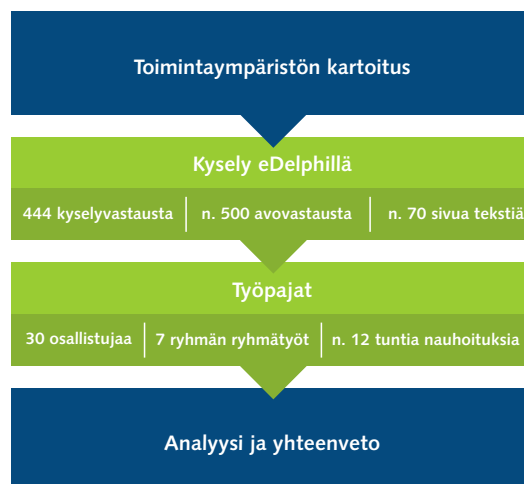 Toimintaympäristön kartoitus
Kysely eDelphillä
444 kyselyvastausta n. 500 avovastausta n. 70 sivua tekstiä
Työpajat
30 osallistujaa 7 ryhmän ryhmätyöt n. 12 tuntia nauhoituksia
Analyysi ja yhteenveto